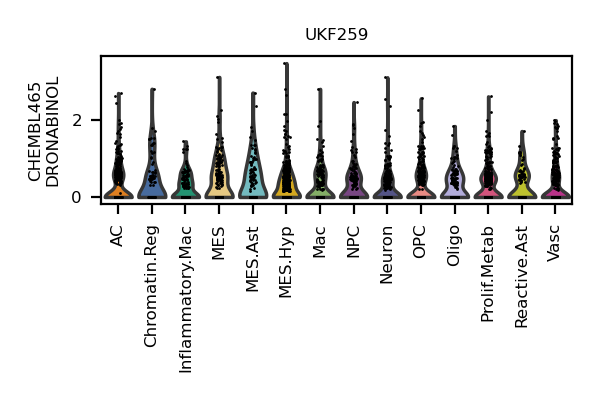 UKF259
CHEMBL465
DRONABINOL
2
0
AC
Chromatin.Reg
Inflammatory.Mac
MES
MES.Ast
MES.Hyp
Mac
NPC
Neuron
OPC
Oligo
Prolif.Metab
Reactive.Ast
Vasc